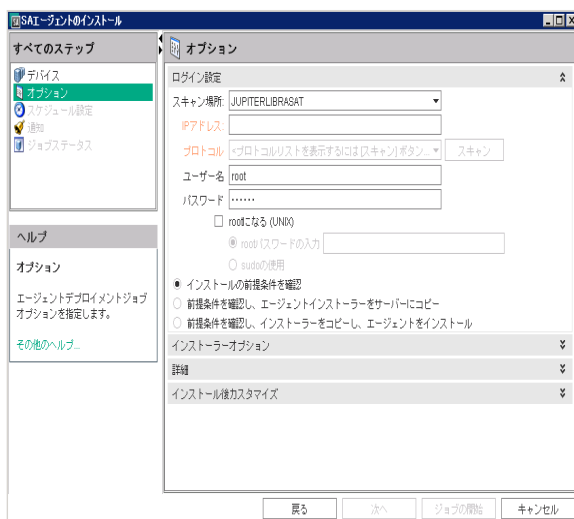 SAエージェントのインストール
すべてのステップ
デバイス
オプション
スケジュール設定
通知
ジョブステータス
ヘルプ
オプション
エージェントデプロイメントジョブ
オプションを指定します。
その他のヘルプ...
オプション
ログイン設定
スキャン場所: JUPITERLIBRASAT
IPアドレス:
プロトコル <プロトコルリストを表示するには [スキャン] ボタン... スキャン
ユーザー名 root
パスワード ••••••
rootになる (UNIX)
rootパスワードの入力
sudoの使用
インストールの前提条件を確認
前提条件を確認し、エージェントインストーラーをサーバーにコピー
前提条件を確認し、インストーラーをコピーし、エージェントをインストール
インストーラーオプション
詳細
インストール後カスタマイズ
戻る 次へ ジョブの開始 キャンセル